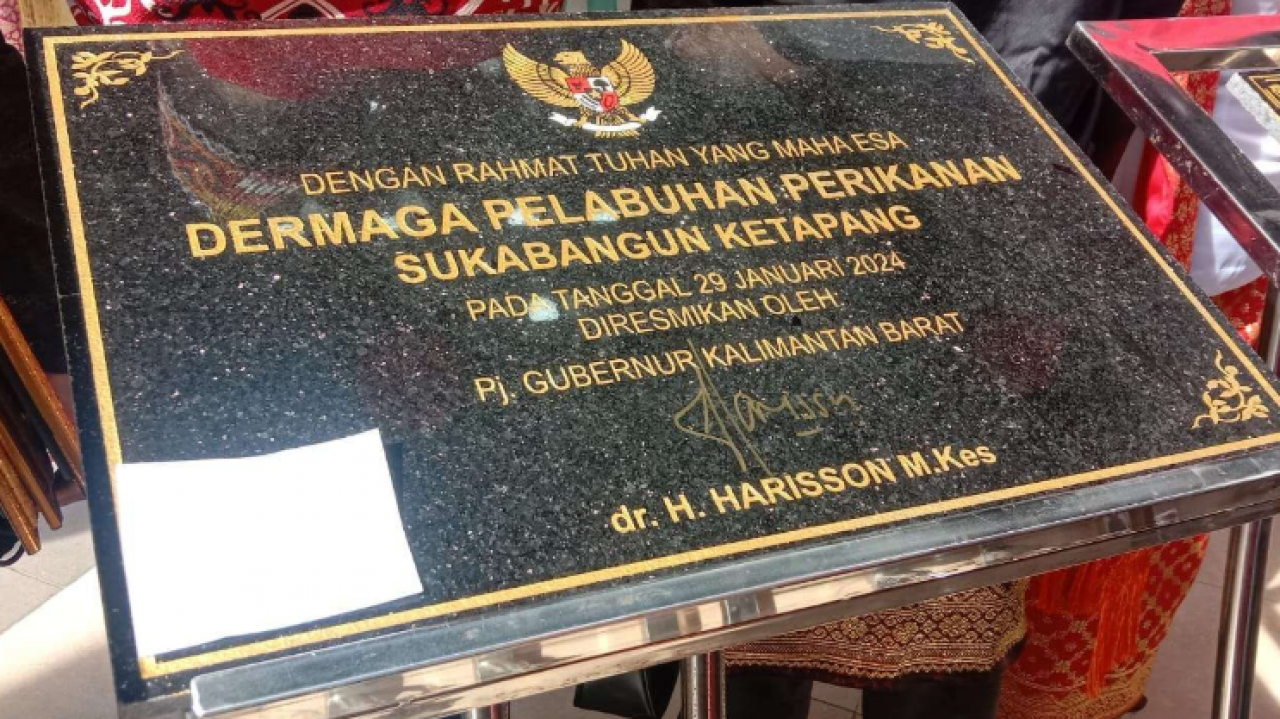 DENGAN RAHMAT TUHAN YANG MAHA ESA
DERMAGA PELABUHAN PERIKANAN
SUKABANGUN KETAPANG
PADA TANGGAL 29 JANUARI 2024
DIRESMIKAN OLEH:
Pj. GUBERNUR KALIMANTAN BARAT
Harisson
dr. H. HARISSON M.Kes